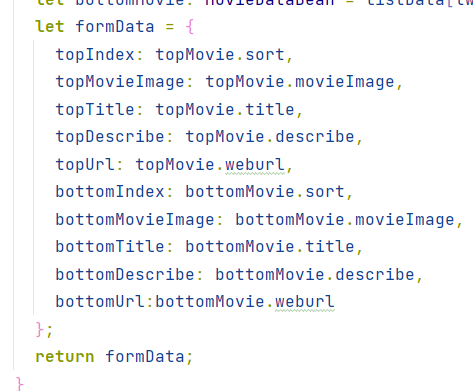 let bottomMovie: MovieDataBean = listData[tw
let formData = {
topIndex: topMovie.sort,
topMovieImage: topMovie.movieImage,
topTitle: topMovie.title,
topDescribe: topMovie.describe,
topUrl: topMovie.weburl,
bottomIndex: bottomMovie.sort,
bottomMovieImage: bottomMovie.movieImage,
bottomTitle: bottomMovie.title,
bottomDescribe: bottomMovie.describe,
bottomUrl:bottomMovie.weburl
};
return formData;
}